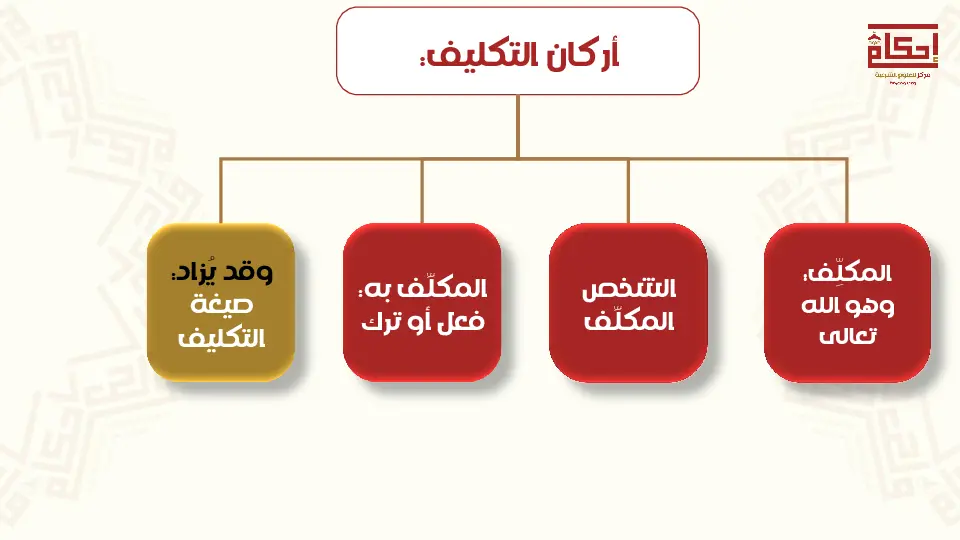 إحكام
مركز للعلوم الشرعية
أركان التكليف:
المكلِّف:
وهو الله
تعالى
الشخص
المكلَّف
المكلَّف به:
فعل أو ترك
وقد يُزاد:
صيغة
التكليف